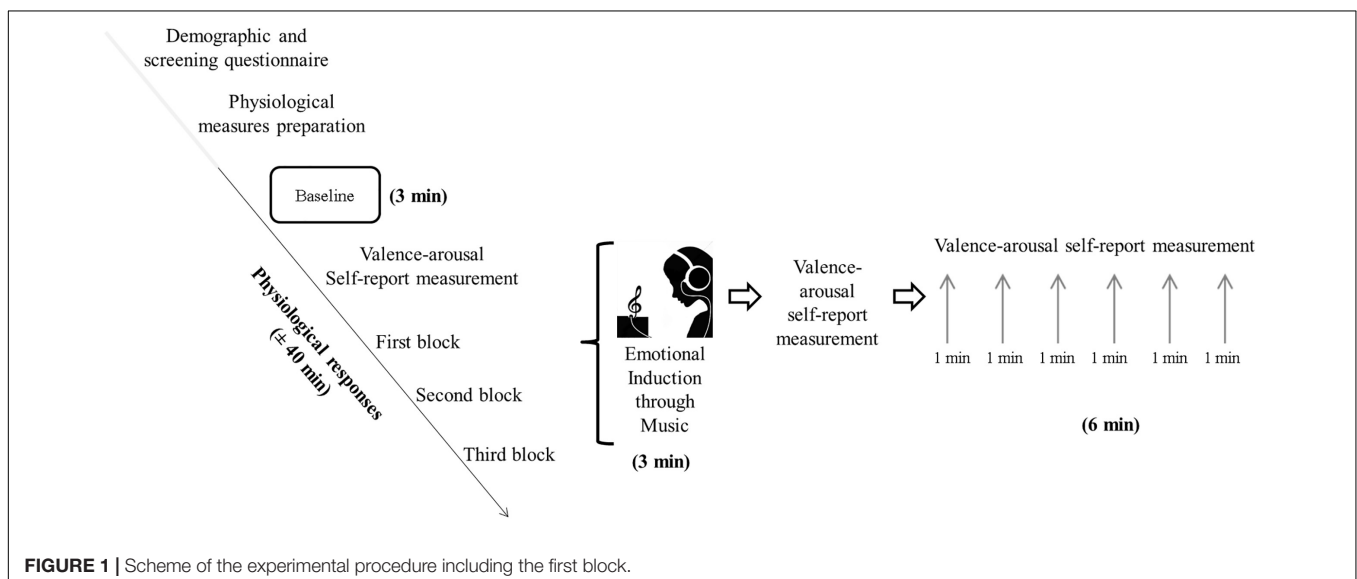 Demographic and
screening questionnaire
Physiological
measures preparation
Baseline
(3 min)
Valence-arousal
Self-report measurement
Physiological responses
(± 40 min)
First block
Second block
Third block
Emotional
Induction
through
Music
(3 min)
Valence-
arousal
self-report
measurement
Valence-arousal self-report measurement
1 min 1 min 1 min 1 min 1 min 1 min
(6 min)
FIGURE 1 | Scheme of the experimental procedure including the first block.